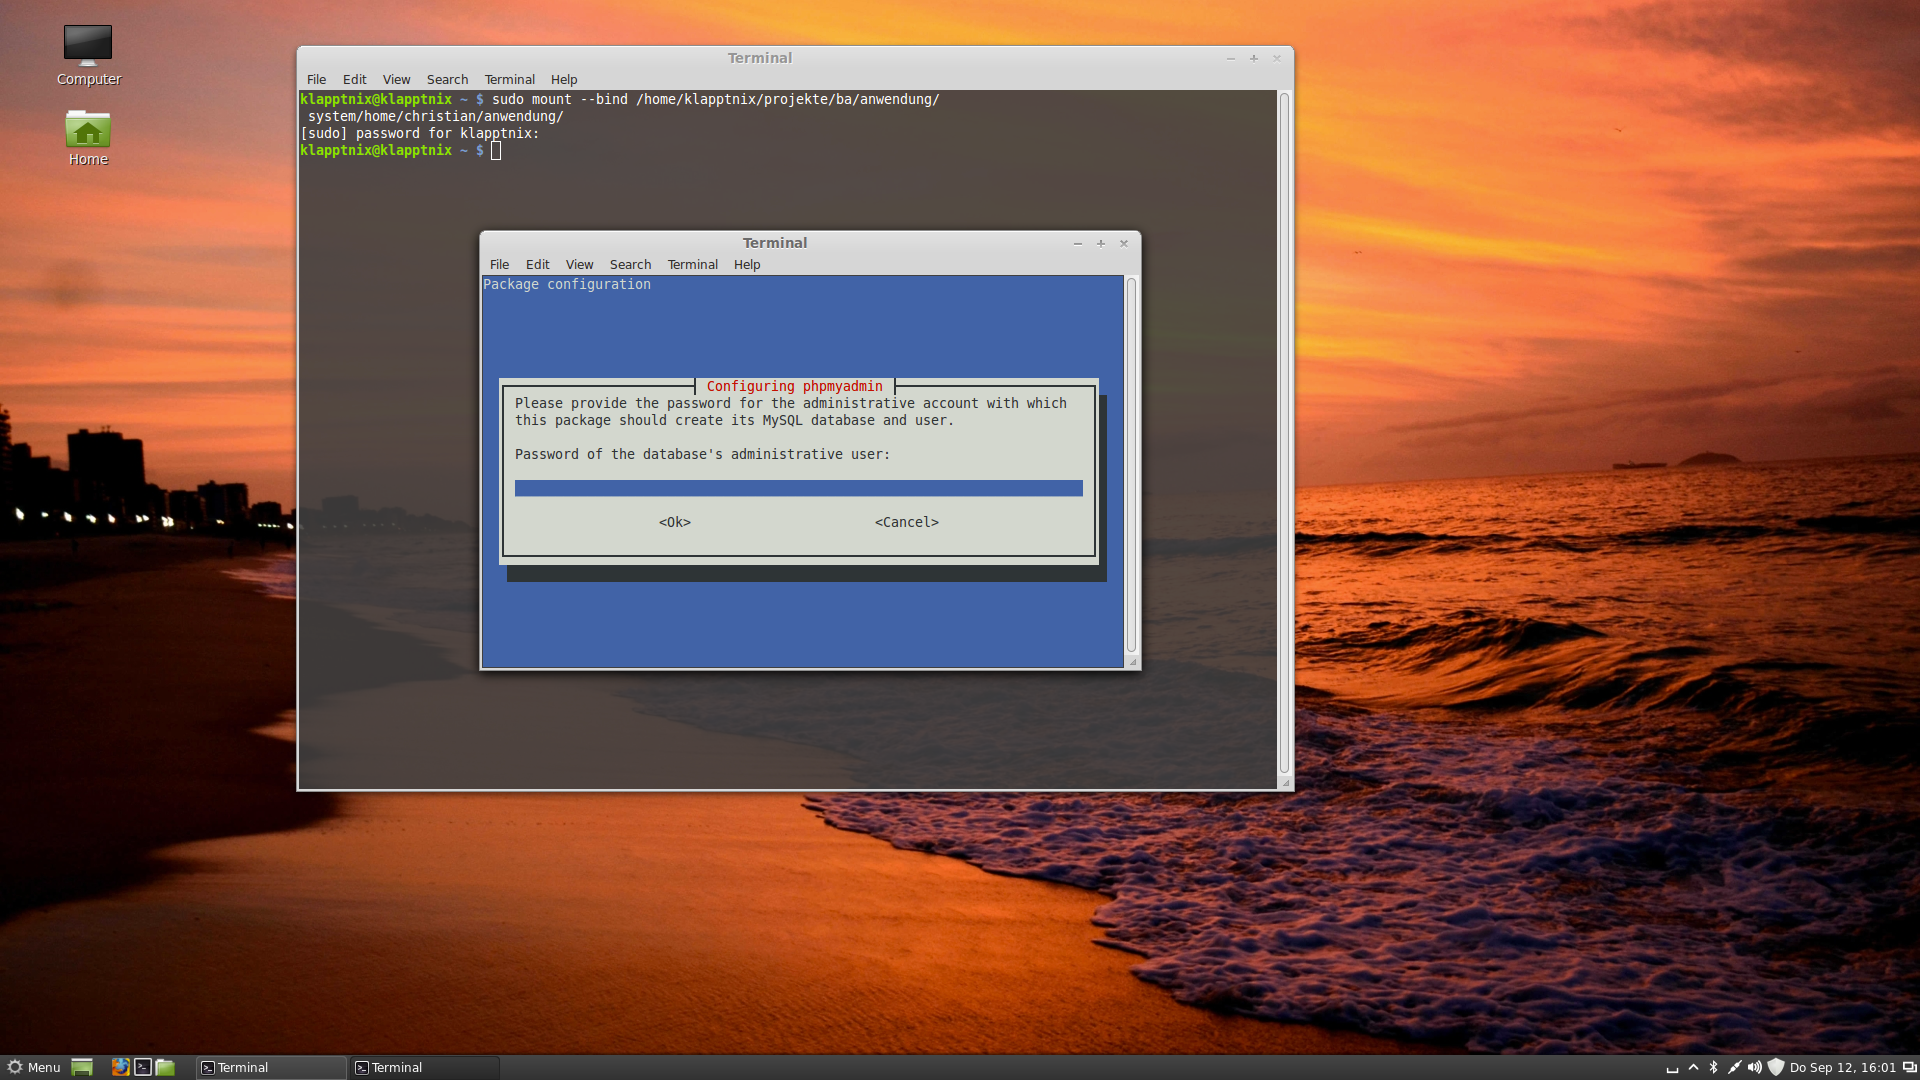 Computer
Home
Terminal
File Edit View Search Terminal Help
klapptnix@klapptnix ~ $ sudo mount --bind /home/klapptnix/projekte/ba/anwendung/
system/home/christian/anwendung/
[sudo] password for klapptnix:
klapptnix@klapptnix ~ $
Terminal
File Edit View Search Terminal Help
Package configuration
Configuring phpmyadmin
Please provide the password for the administrative account with which
this package should create its MySQL database and user.
Password of the database's administrative user:
<Ok> <Cancel>
Menu Terminal Terminal Do Sep 12, 16:01